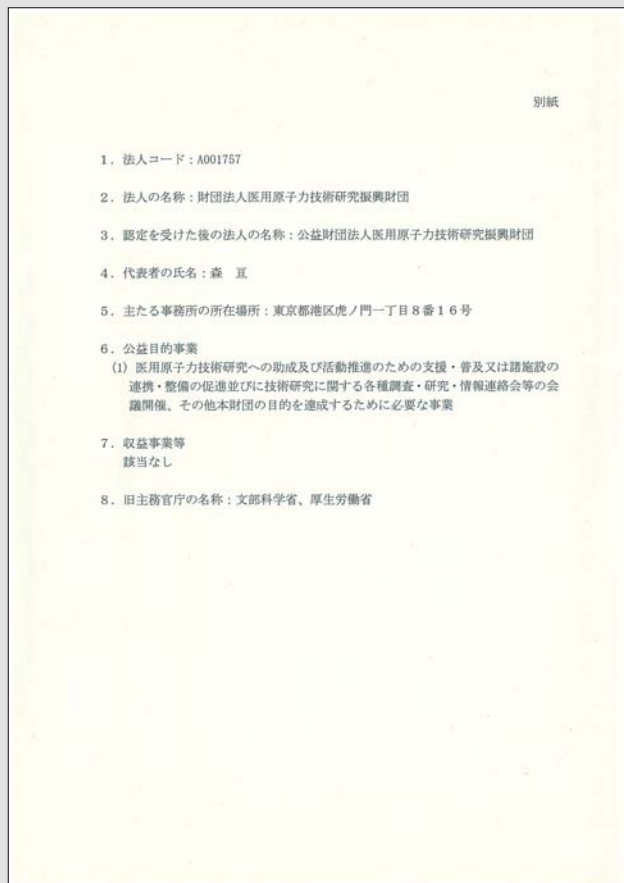 別紙
1．法人コード：A001757
2．法人の名称：財団法人医用原子力技術研究振興財団
3．認定を受けた後の法人の名称：公益財団法人医用原子力技術研究振興財団
4．代表者の氏名：森　亘
5．主たる事務所の所在場所：東京都港区虎ノ門一丁目８番１６号
6．公益目的事業
(1) 医用原子力技術研究への助成及び活動推進のための支援・普及又は諸施設の
連携・整備の促進並びに技術研究に関する各種調査・研究・情報連絡会等の会
議開催、その他本財団の目的を達成するために必要な事業
7．収益事業等
該当なし
8．旧主務官庁の名称：文部科学省、厚生労働省